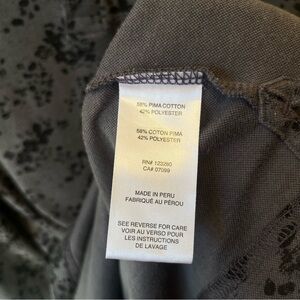 58% PIMA COTTON
42% POLYESTER
58% COTON PIMA
42% POLYESTER
RN# 123280
CA# 07099
MADE IN PERU
FABRIQUÉ AU PÉROU
SEE REVERSE FOR CARE
VOIR AU VERSO POUR
LES INSTRUCTIONS
DE LAVAGE